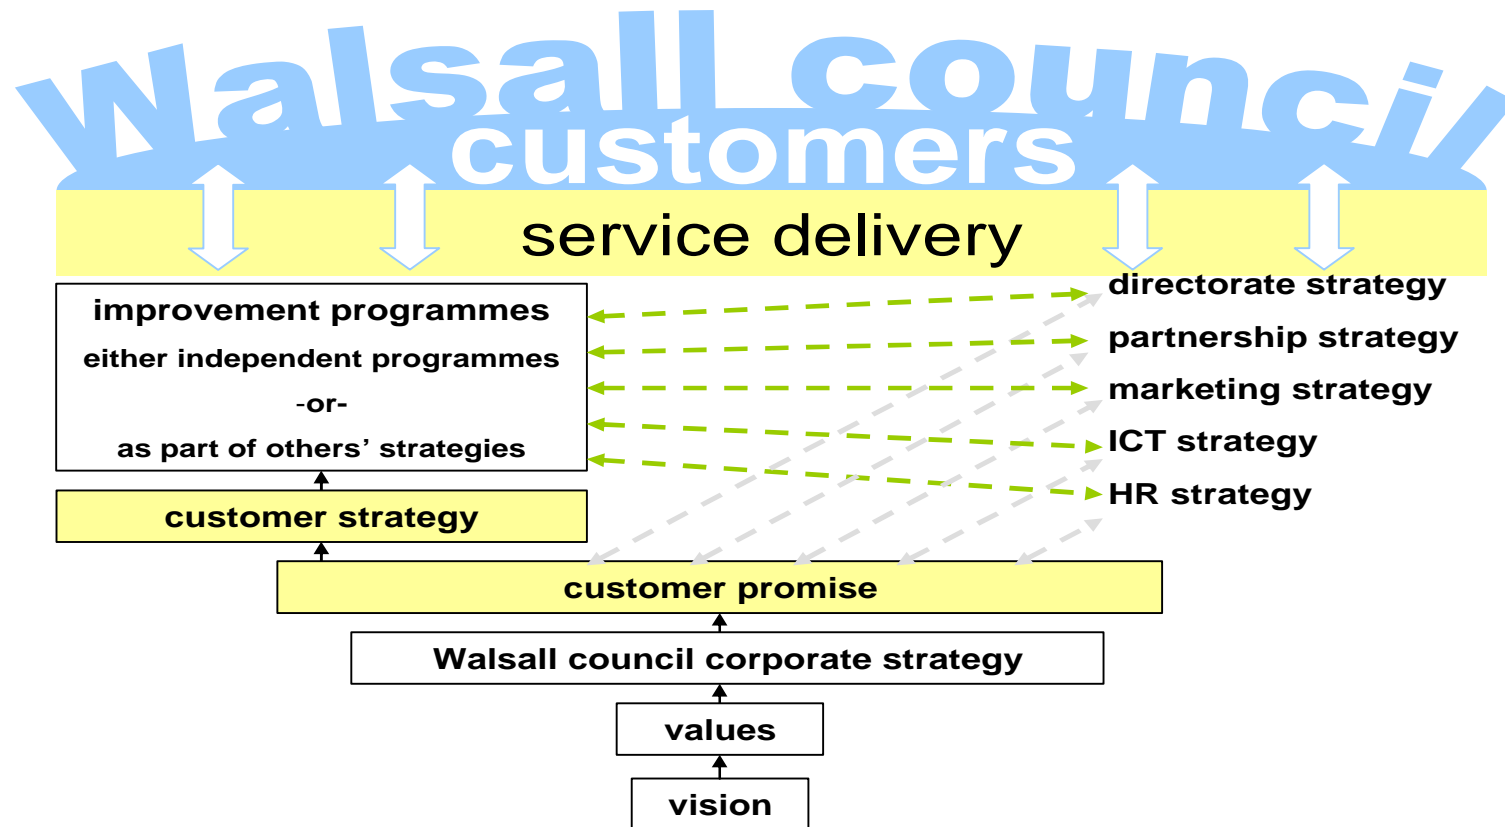 Walsall council
customers
service delivery
improvement programmes
either independent programmes
-or-
as part of others’ strategies
directorate strategy
partnership strategy
marketing strategy
ICT strategy
HR strategy
customer strategy
customer promise
Walsall council corporate strategy
values
vision